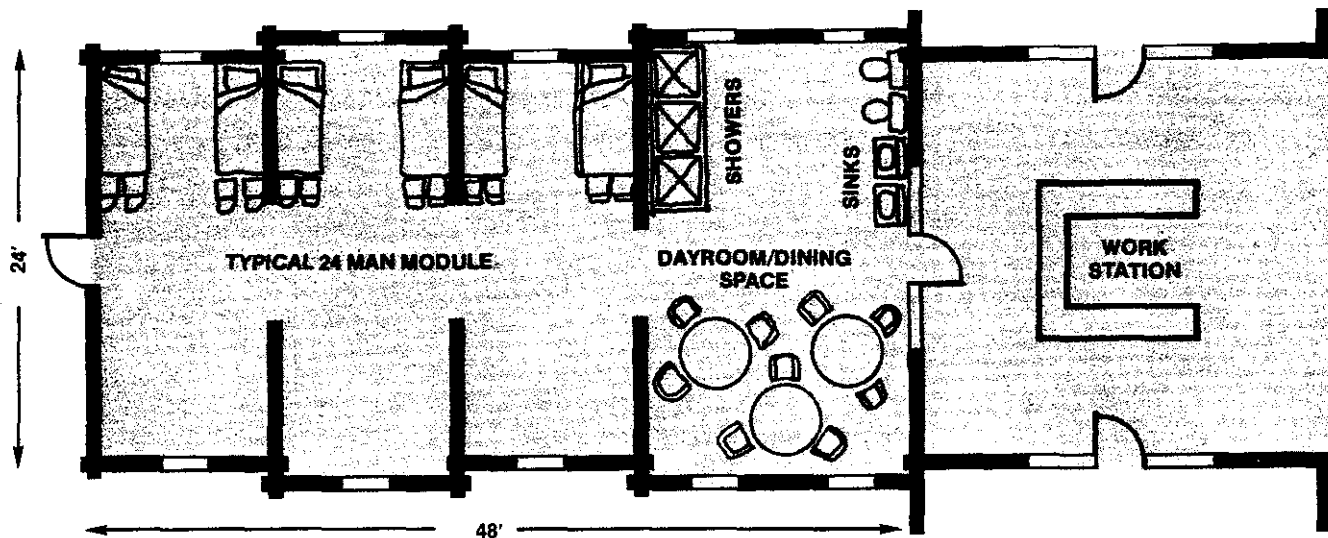 SHOWERS
SINKS
24'
TYPICAL 24 MAN MODULE
DAYROOM/DINING
SPACE
WORK
STATION
48'